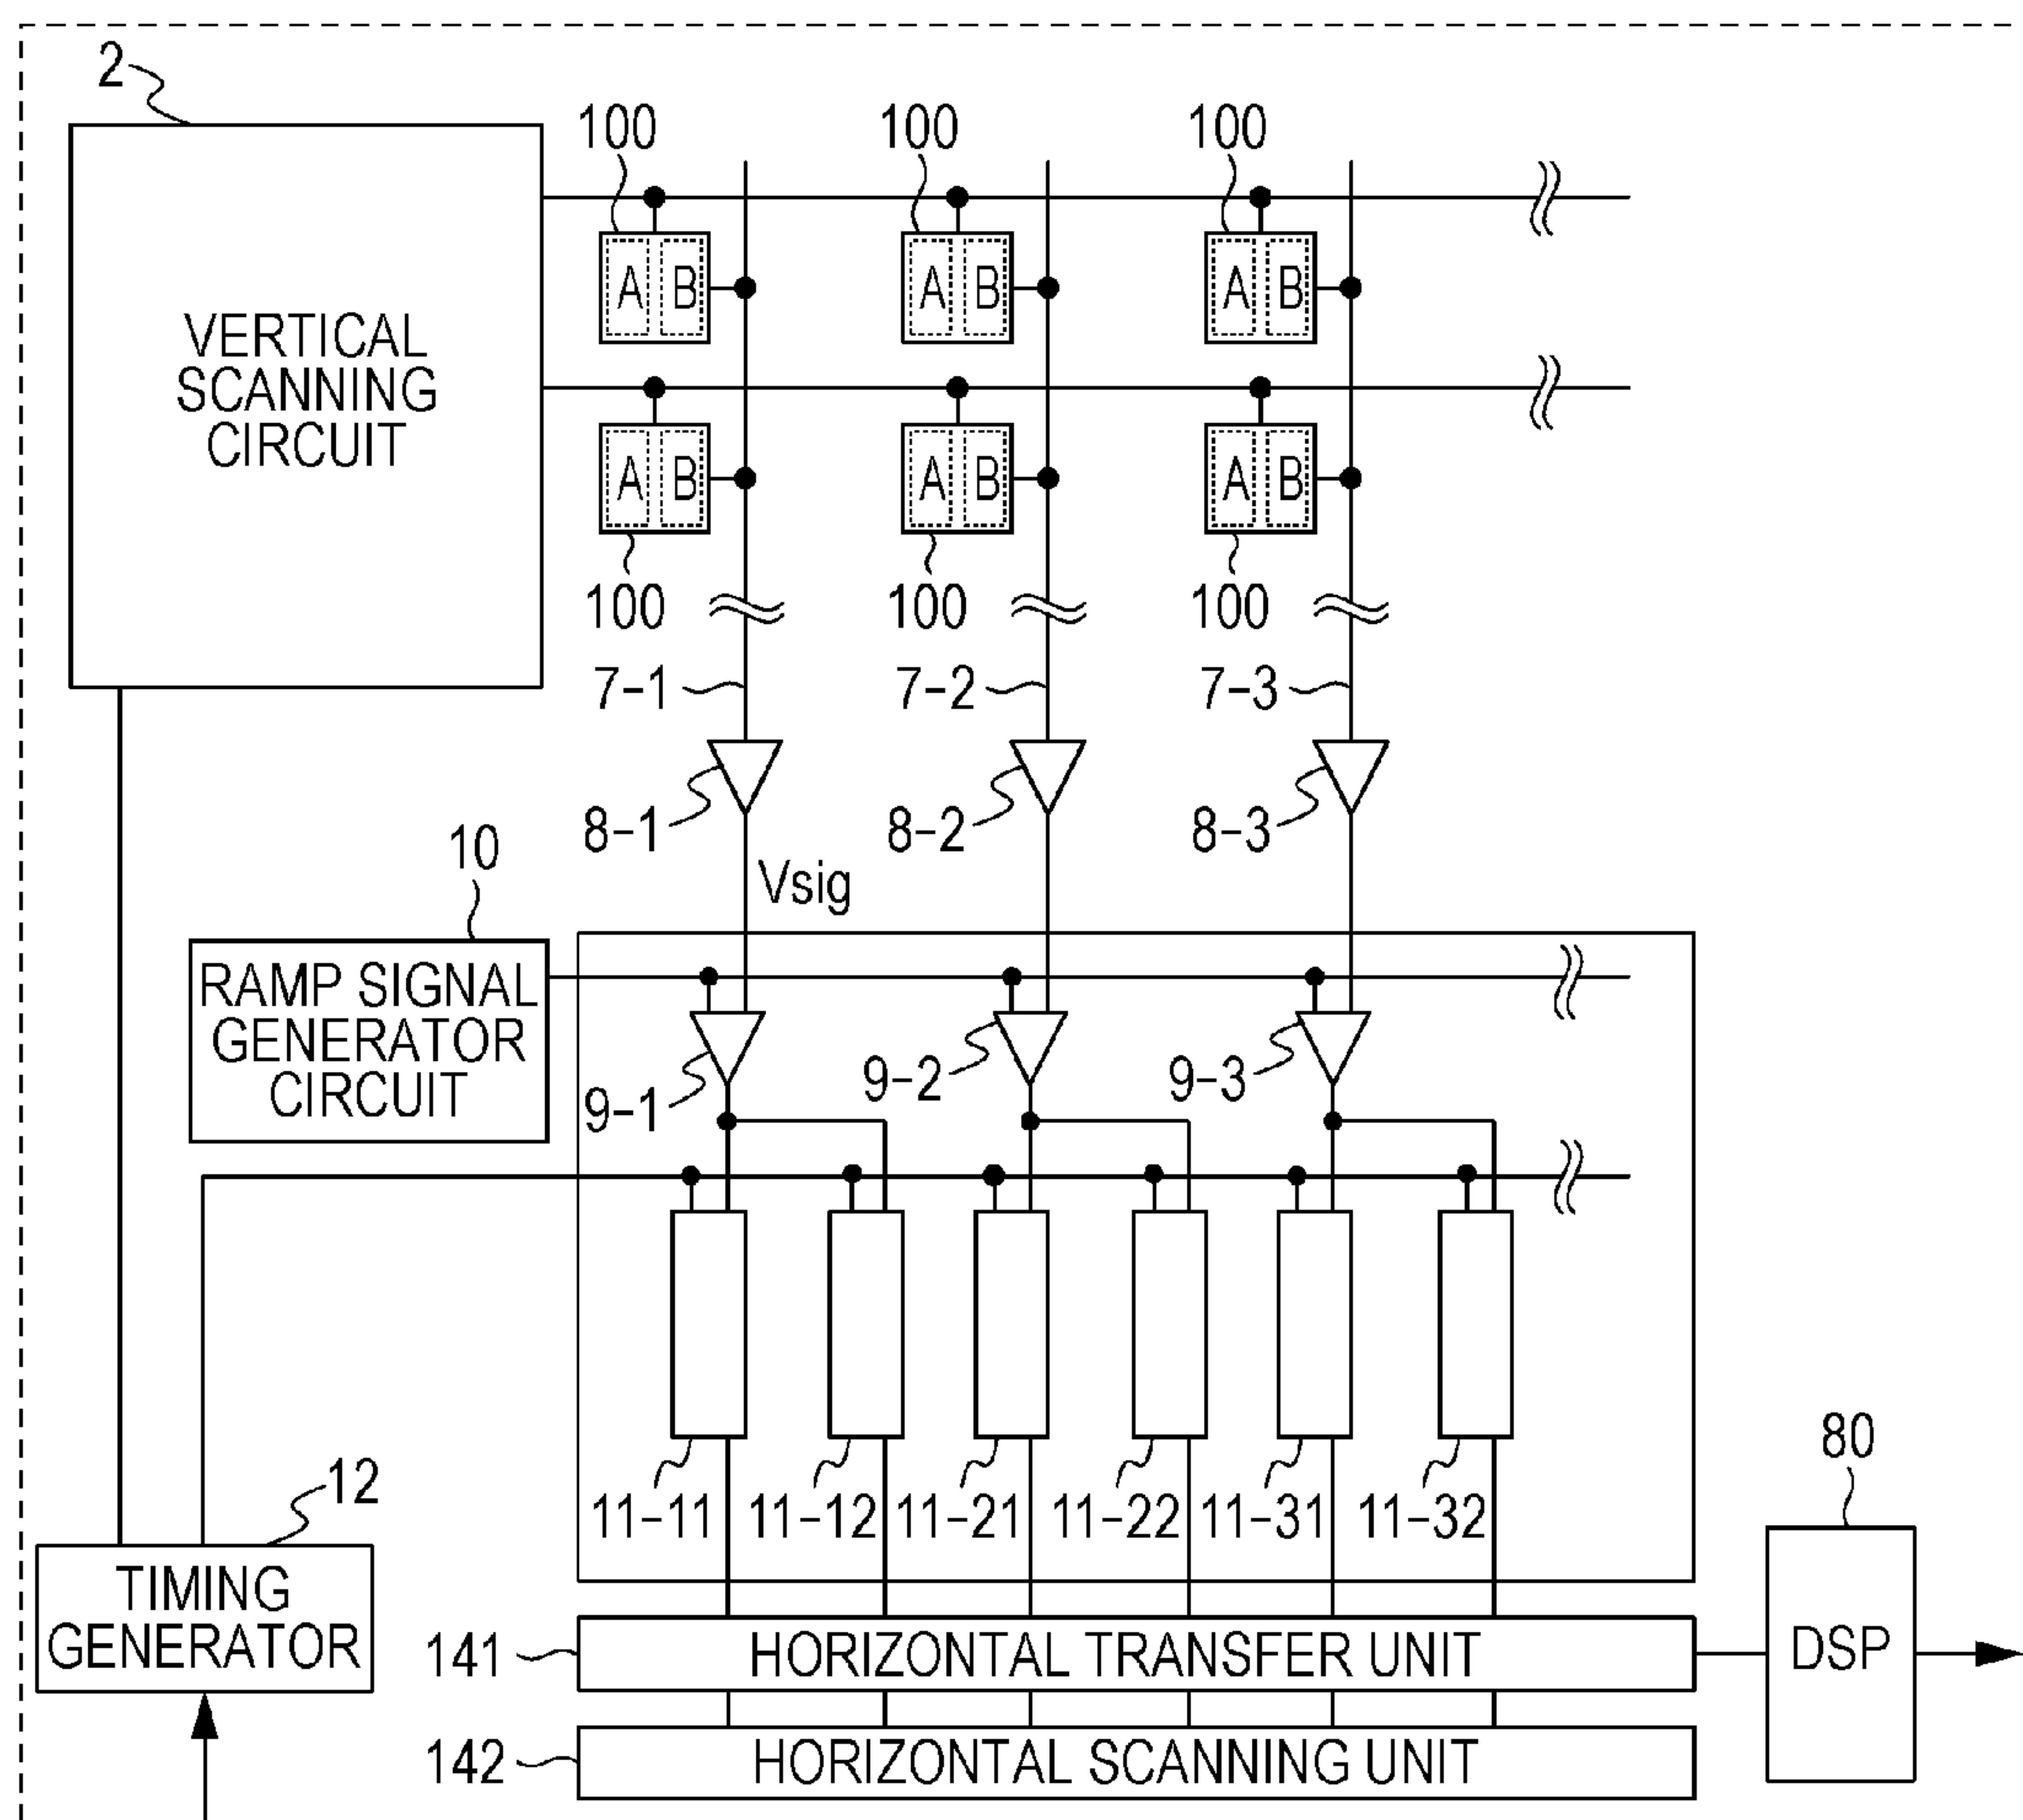 2
100 100 100
A B A B A B
VERTICAL
SCANNING
CIRCUIT
A B A B A B
100 100 100
7-1 7-2 7-3
8-1 8-2 8-3
10
Vsig
RAMP SIGNAL
GENERATOR
CIRCUIT
9-1 9-2 9-3
80
12
11-11 11-12 11-21 11-22 11-31 11-32
TIMING
GENERATOR
141 HORIZONTAL TRANSFER UNIT
DSP
142 HORIZONTAL SCANNING UNIT